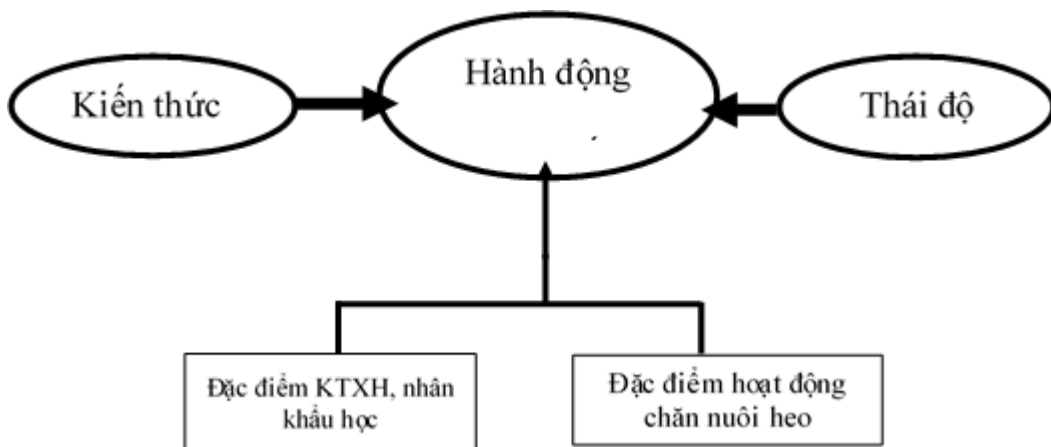 Hành động
Kiến thức
Thái độ
Đặc điểm KTXH, nhân
khẩu học
Đặc điểm hoạt động
chăn nuôi heo